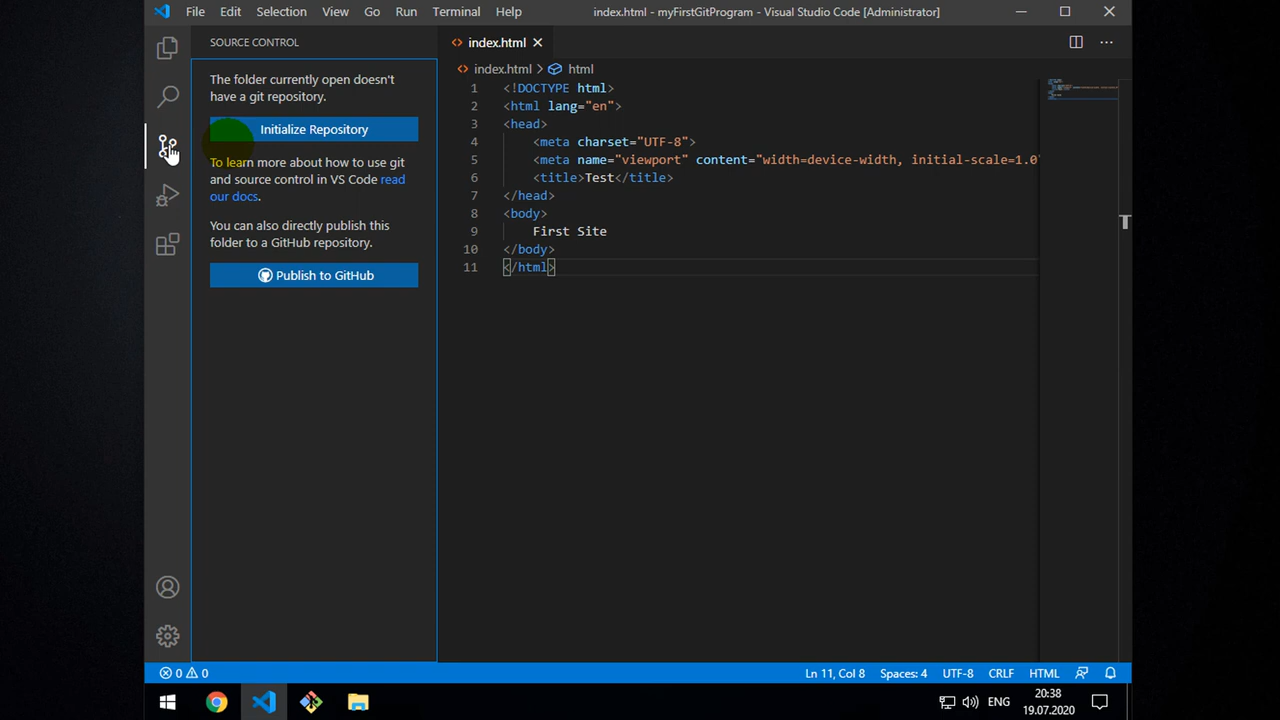 File Edit Selection View Go Run Terminal Help index.html - myFirstGitProgram - Visual Studio Code [Administrator]
SOURCE CONTROL
The folder currently open doesn't
have a git repository.
Initialize Repository
To learn more about how to use git
and source control in VS Code read
our docs.
You can also directly publish this
folder to a GitHub repository.
Publish to GitHub
index.html
index.html > html
1 <!DOCTYPE html>
2 <html lang="en">
3 <head>
4 <meta charset="UTF-8">
5 <meta name="viewport" content="width=device-width, initial-scale=1.0"
6 <title>Test</title>
7 </head>
8 <body>
9 First Site
10 </body>
11 </html>
0 0 Ln 11, Col 8 Spaces: 4 UTF-8 CRLF HTML
ENG 20:38
19.07.2020